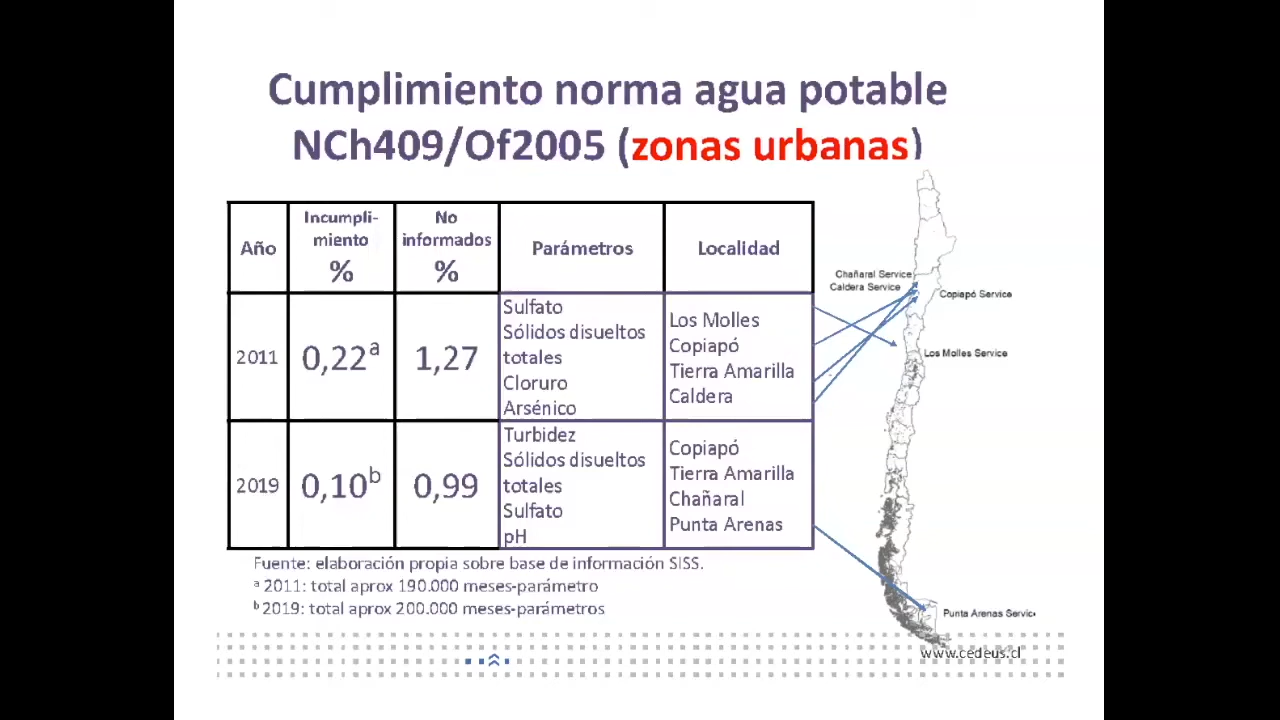 Cumplimiento norma agua potable
NCh409/Of2005 (zonas urbanas)
Año
Incumpli-
miento
%
No
informados
%
Parámetros
Localidad
2011
0,22a
1,27
Sulfato
Sólidos disueltos
totales
Cloruro
Arsénico
Los Molles
Copiapó
Tierra Amarilla
Caldera
2019
0,10b
0,99
Turbidez
Sólidos disueltos
totales
Sulfato
pH
Copiapó
Tierra Amarilla
Chañaral
Punta Arenas
Chañaral Service
Caldera Service
Copiapó Service
Los Molles Service
Punta Arenas Servic
Fuente: elaboración propia sobre base de información SISS.
a 2011: total aprox 190.000 meses-parámetro
b 2019: total aprox 200.000 meses-parámetros
www.cedeus.cl